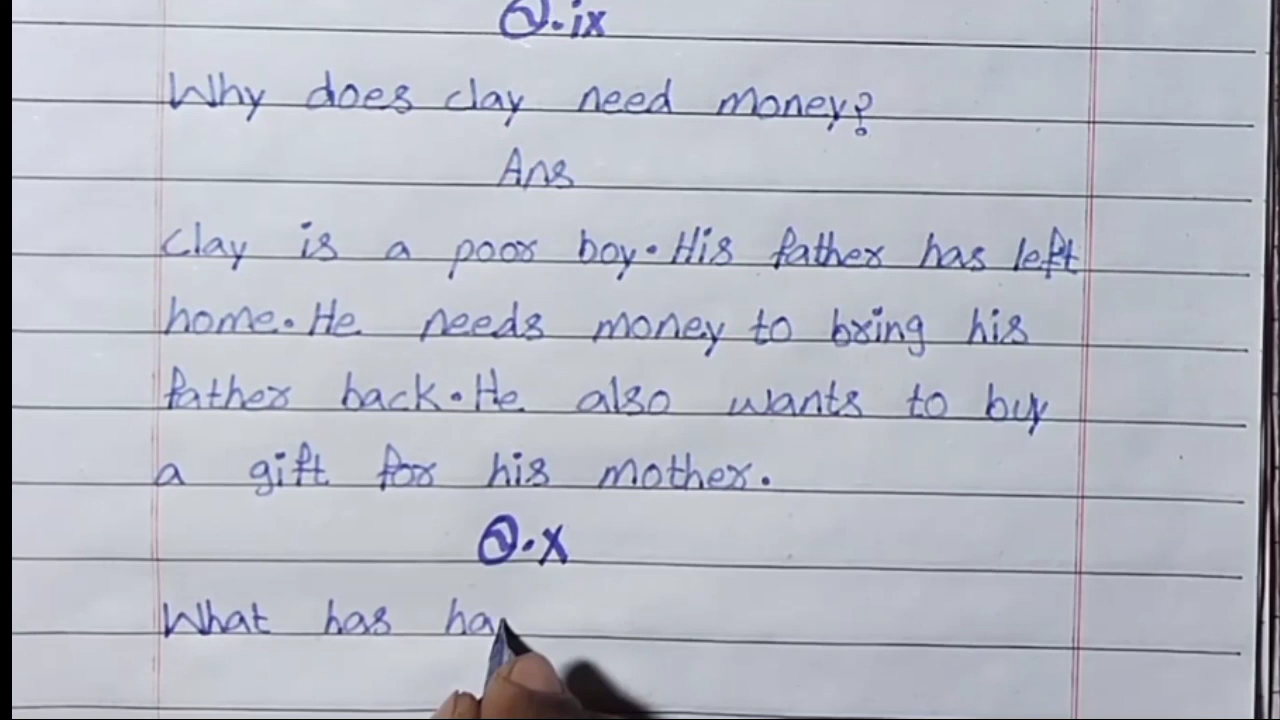 Q.ix
Why does clay need money?
Ans
Clay is a poor boy. His father has left
home. He needs money to bring his
father back. He also wants to buy
a gift for his mother.
Q.X
What has ha